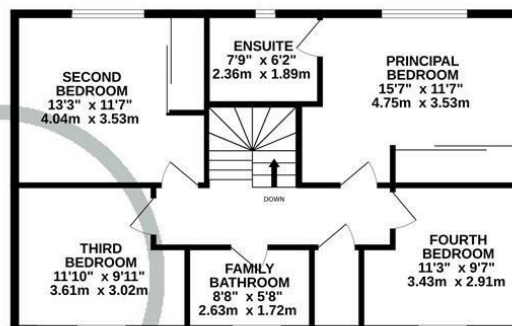 ENSUITE
7'9" x 6'2"
2.36m x 1.89m
SECOND
BEDROOM
13'3" x 11'7"
4.04m x 3.53m
PRINCIPAL
BEDROOM
15'7" x 11'7"
4.75m x 3.53m
DOWN
THIRD
BEDROOM
11'10" x 9'11"
3.61m x 3.02m
FAMILY
BATHROOM
8'8" x 5'8"
2.63m x 1.72m
FOURTH
BEDROOM
11'3" x 9'7"
3.43m x 2.91m